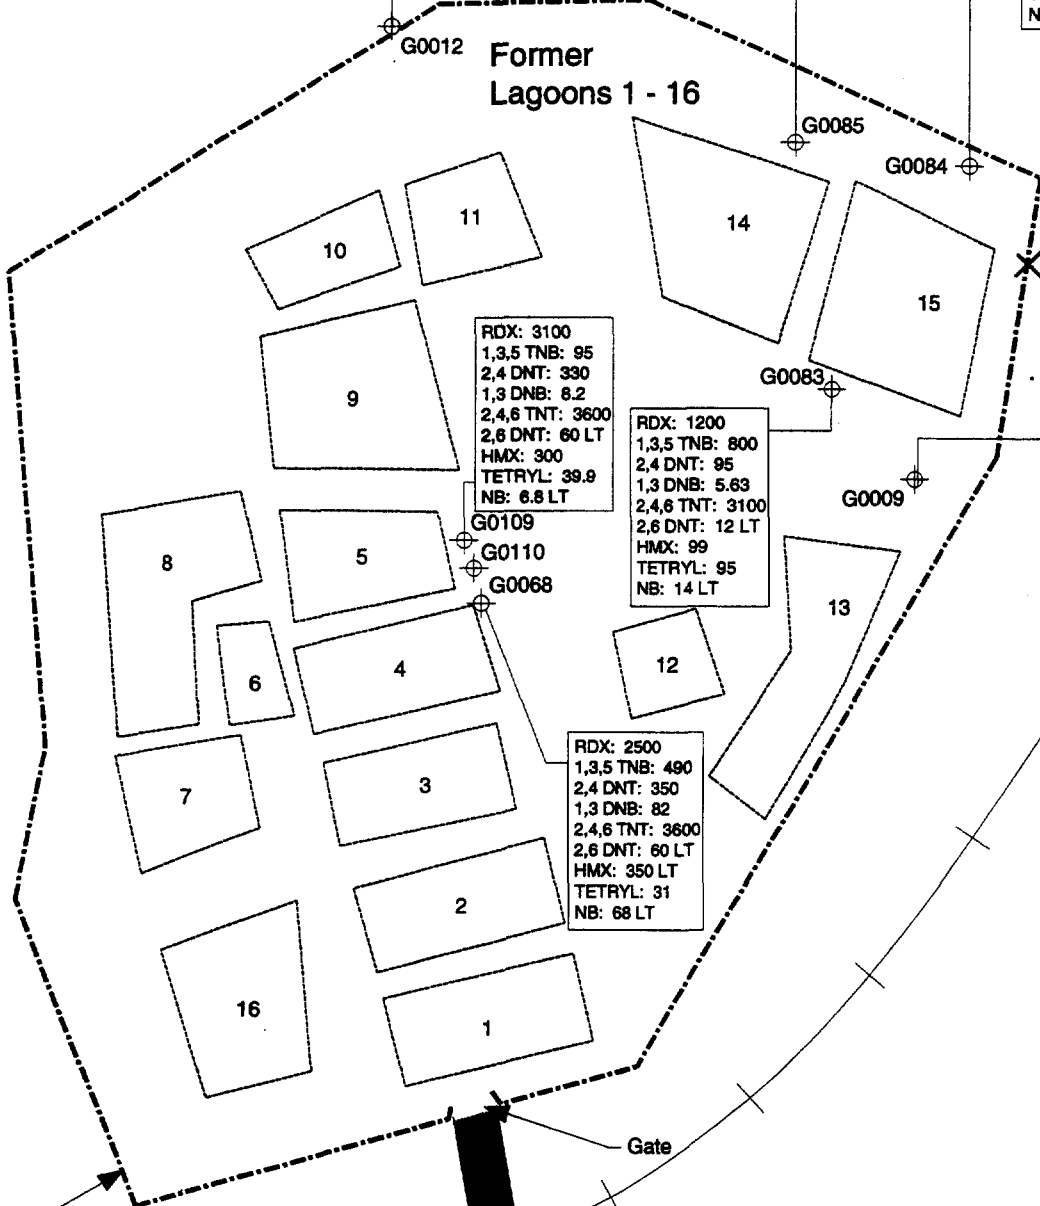 N
G0012
Former
Lagoons 1 - 16
G0085
G0084
14
11
10
15
RDX: 3100
1,3,5 TNB: 95
2,4 DNT: 330
1,3 DNB: 8.2
2,4,6 TNT: 3600
2,6 DNT: 60 LT
HMX: 300
TETRYL: 39.9
NB: 6.8 LT
9
G0083
RDX: 1200
1,3,5 TNB: 800
2,4 DNT: 95
1,3 DNB: 5.63
2,4,6 TNT: 3100
2,6 DNT: 12 LT
HMX: 99
TETRYL: 95
NB: 14 LT
G0009
G0109
G0110
G0068
8
5
13
12
4
6
RDX: 2500
1,3,5 TNB: 490
2,4 DNT: 350
1,3 DNB: 82
2,4,6 TNT: 3600
2,6 DNT: 60 LT
HMX: 350 LT
TETRYL: 31
NB: 68 LT
3
7
2
16
1
Gate